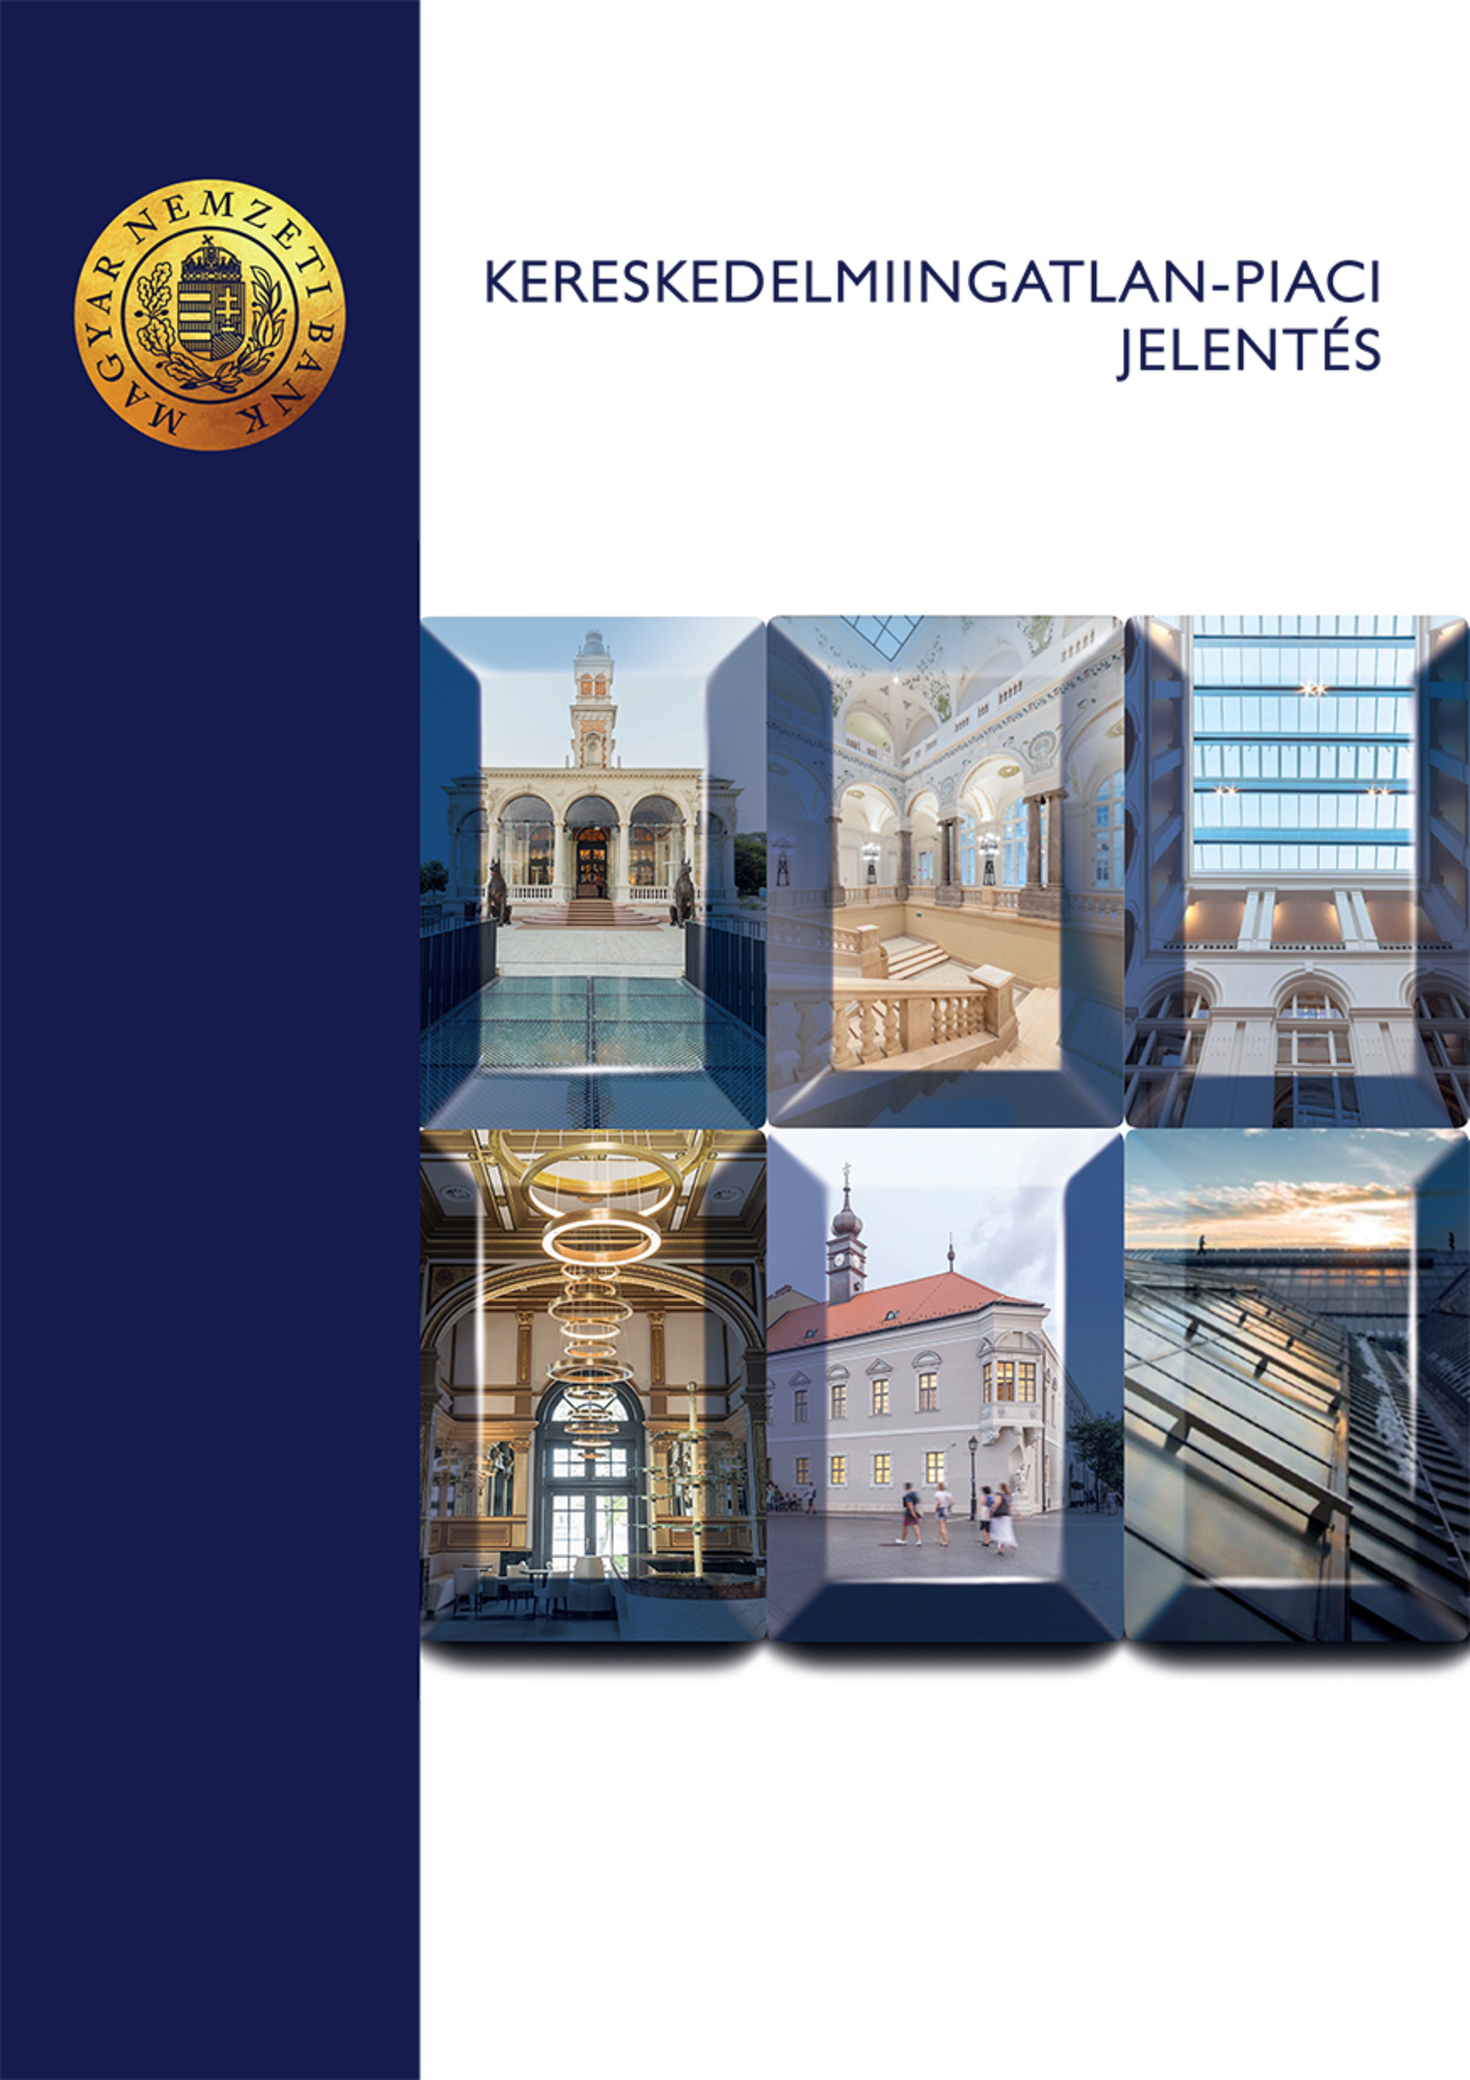 MAGYAR NEMZETI BANK
KERESKEDELMIINGATLAN-PIACI
JELENTÉS